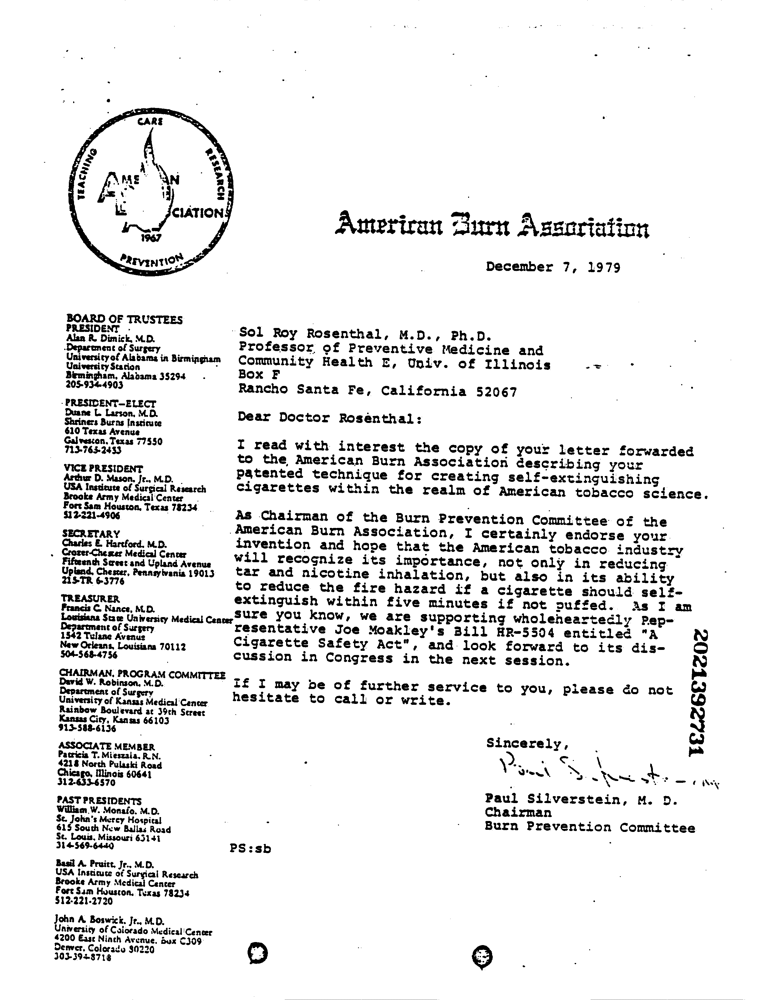 CARE
TEACHING
RESEARCH
AME AN
CIATION
1967
PREVENTION
American Burn Association
December 7, 1979
BOARD OF TRUSTEES
PRESIDENT
Alan R. Dimick, M.D.
Department of Surgery
University of Alabama in Birmingham
University Station
Birmingham, Alabama 35294
205-934-4903
PRESIDENT-ELECT
Duane L. Larson, M.D.
Shriners Burns Institute
610 Texas Avenue
Galveston, Texas 77550
713-765-2453
VICE PRESIDENT
Arthur D. Mason, Jr., M.D.
USA Institute of Surgical Research
Brooke Army Medical Center
Fort Sam Houston, Texas 78234
512-221-4906
SECRETARY
Charles E. Hartford, M.D.
Crozer-Chester Medical Center
Fifteenth Street and Upland Avenue
Upland, Chester, Pennsylvania 19013
215-TR 6-3776
TREASURER
Francis C. Nance, M.D.
Louisiana State University Medical Center
Department of Surgery
1542 Tulane Avenue
New Orleans, Louisiana 70112
504-568-4756
CHAIRMAN, PROGRAM COMMITTEE
David W. Robinson, M.D.
Department of Surgery
University of Kansas Medical Center
Rainbow Boulevard at 39th Street
Kansas City, Kansas 66103
913-588-6136
ASSOCIATE MEMBER
Patricia T. Mieszala, R.N.
4218 North Pulaski Road
Chicago, Illinois 60641
312-633-6570
PAST PRESIDENTS
William W. Monafo, M.D.
St. John's Mercy Hospital
615 South New Ballas Road
St. Louis, Missouri 63141
314-569-6440
Basil A. Pruitt, Jr., M.D.
USA Institute of Surgical Research
Brooke Army Medical Center
Fort Sam Houston, Texas 78234
512-221-2720
John A. Boswick, Jr., M.D.
University of Colorado Medical Center
4200 East Ninth Avenue, Box C309
Denver, Colorado 80220
303-394-8718
Sol Roy Rosenthal, M.D., Ph.D.
Professor of Preventive Medicine and
Community Health E, Univ. of Illinois
Box F
Rancho Santa Fe, California 52067
Dear Doctor Rosenthal:
I read with interest the copy of your letter forwarded
to the American Burn Association describing your
patented technique for creating self-extinguishing
cigarettes within the realm of American tobacco science.
As Chairman of the Burn Prevention Committee of the
American Burn Association, I certainly endorse your
invention and hope that the American tobacco industry
will recognize its importance, not only in reducing
tar and nicotine inhalation, but also in its ability
to reduce the fire hazard if a cigarette should self-
extinguish within five minutes if not puffed. As I am
sure you know, we are supporting wholeheartedly Rep-
resentative Joe Moakley's Bill HR-5504 entitled "A
Cigarette Safety Act", and look forward to its dis-
cussion in Congress in the next session.
If I may be of further service to you, please do not
hesitate to call or write.
Sincerely,
Paul Silverstein, M. D.
Chairman
Burn Prevention Committee
PS:sb
2021392731